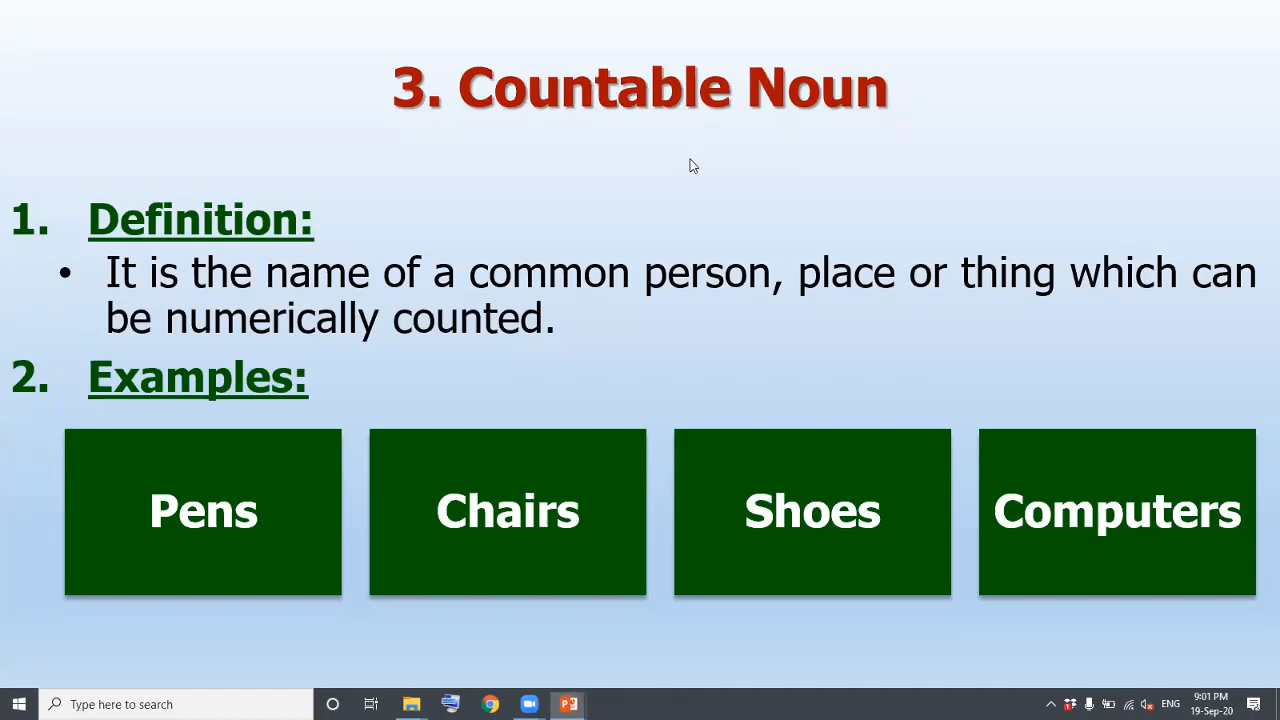 3. Countable Noun
1. Definition:
• It is the name of a common person, place or thing which can
be numerically counted.
2. Examples:
Pens
Chairs
Shoes
Computers
Type here to search
ENG
9:01 PM
19-Sep-20